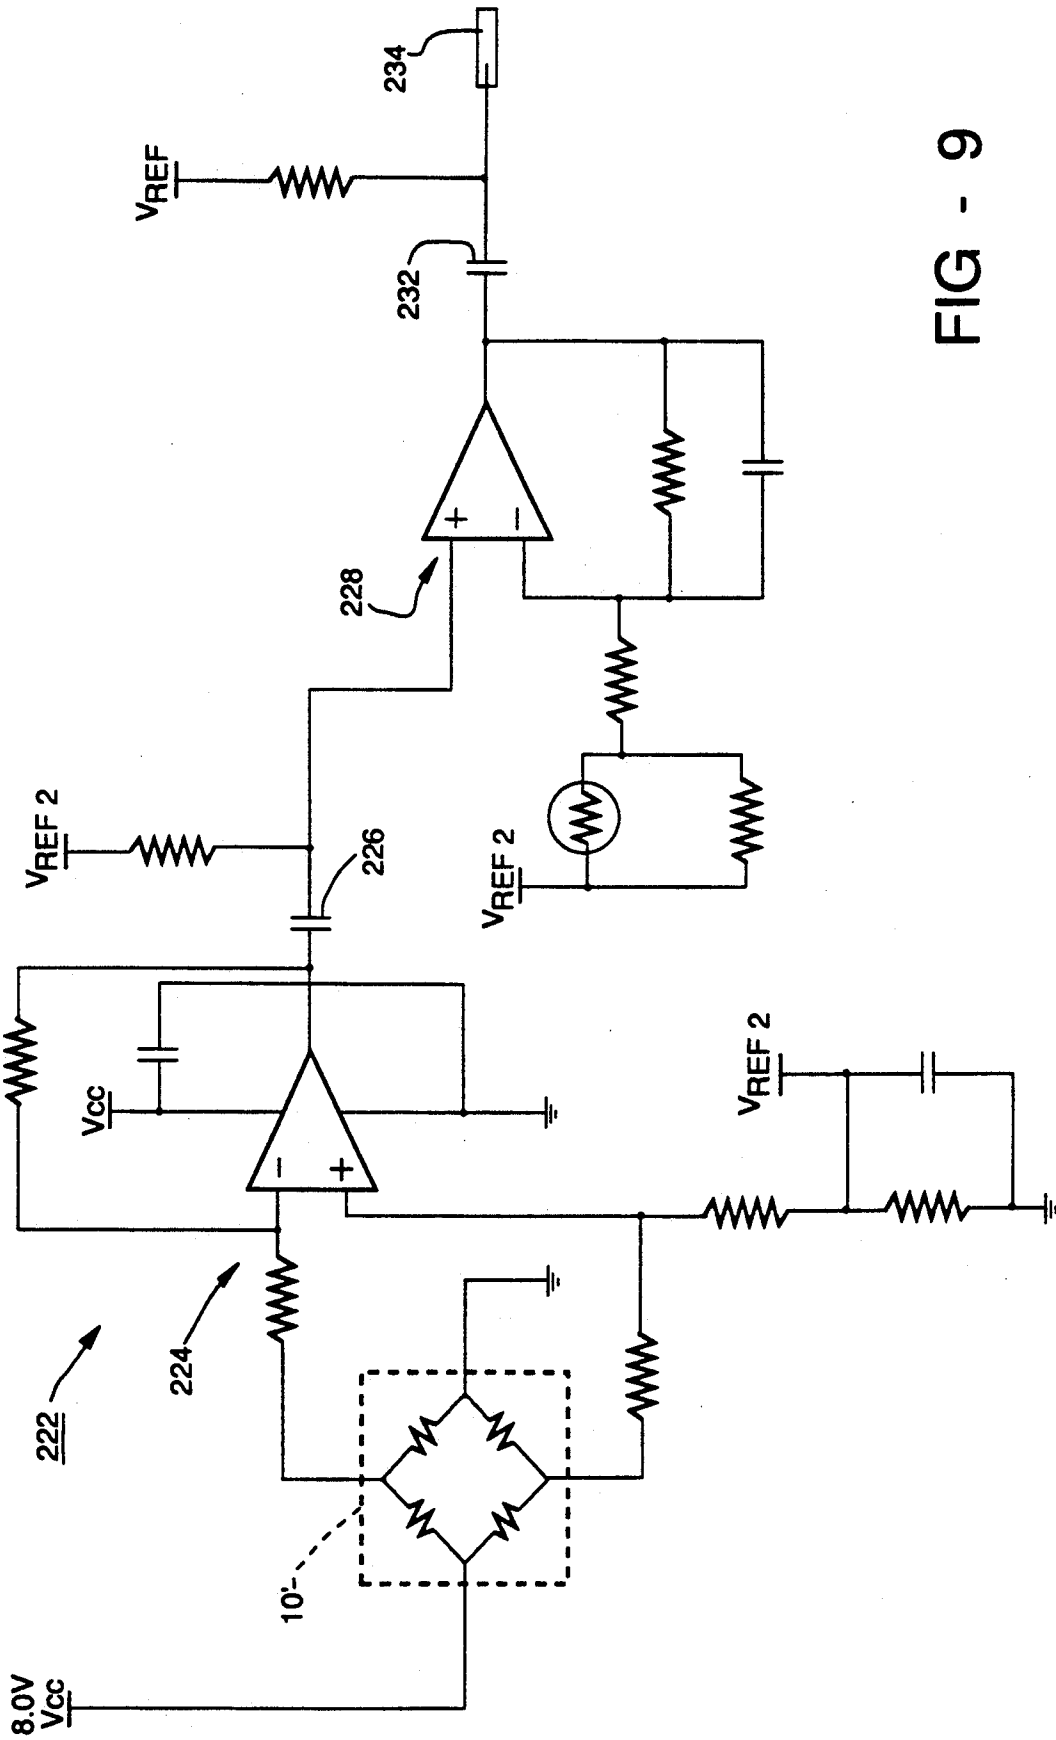 8.0V
VCC
222
10'
224
VCC
VREF 2
226
VREF 2
VREF 2
228
232
VREF
234
+
−
−
+
FIG - 9